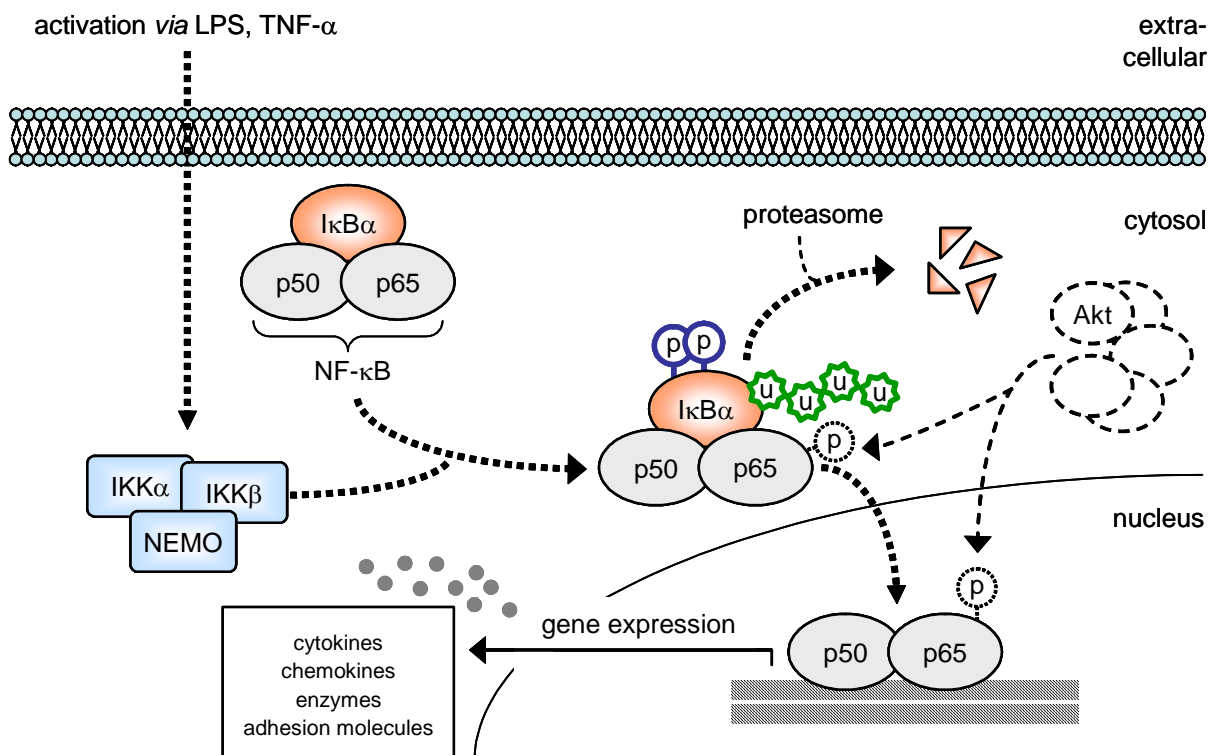 activation via LPS, TNF-α
extra-
cellular
IκBα
p50
p65
NF-κB
proteasome
cytosol
Akt
p
p
IκBα
u
u
u
u
p
p50
p65
IKKα
IKKβ
NEMO
nucleus
p
gene expression
p50
p65
cytokines
chemokines
enzymes
adhesion molecules